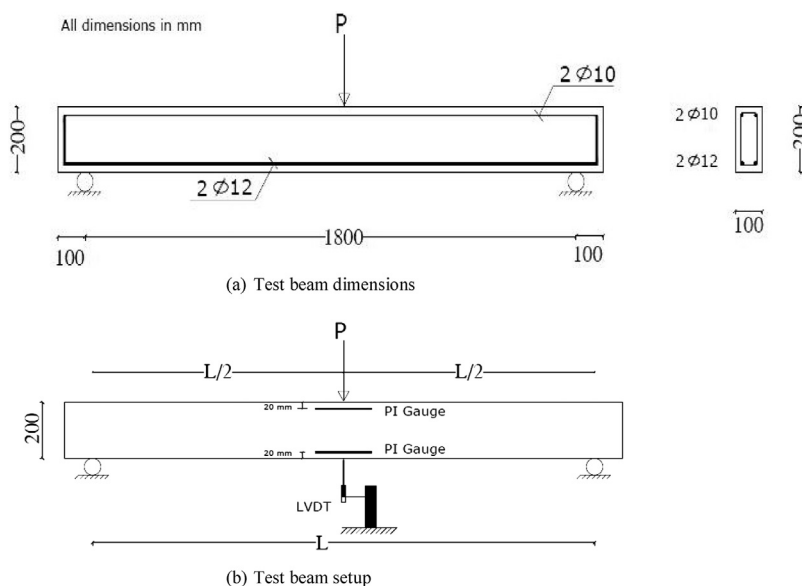 All dimensions in mm
P
2 Ø10
200
2 Ø12
100
1800
100
2 Ø10
2 Ø12
200
100
(a) Test beam dimensions
P
L/2
L/2
200
20 mm
PI Gauge
20 mm
PI Gauge
LVDT
L
(b) Test beam setup